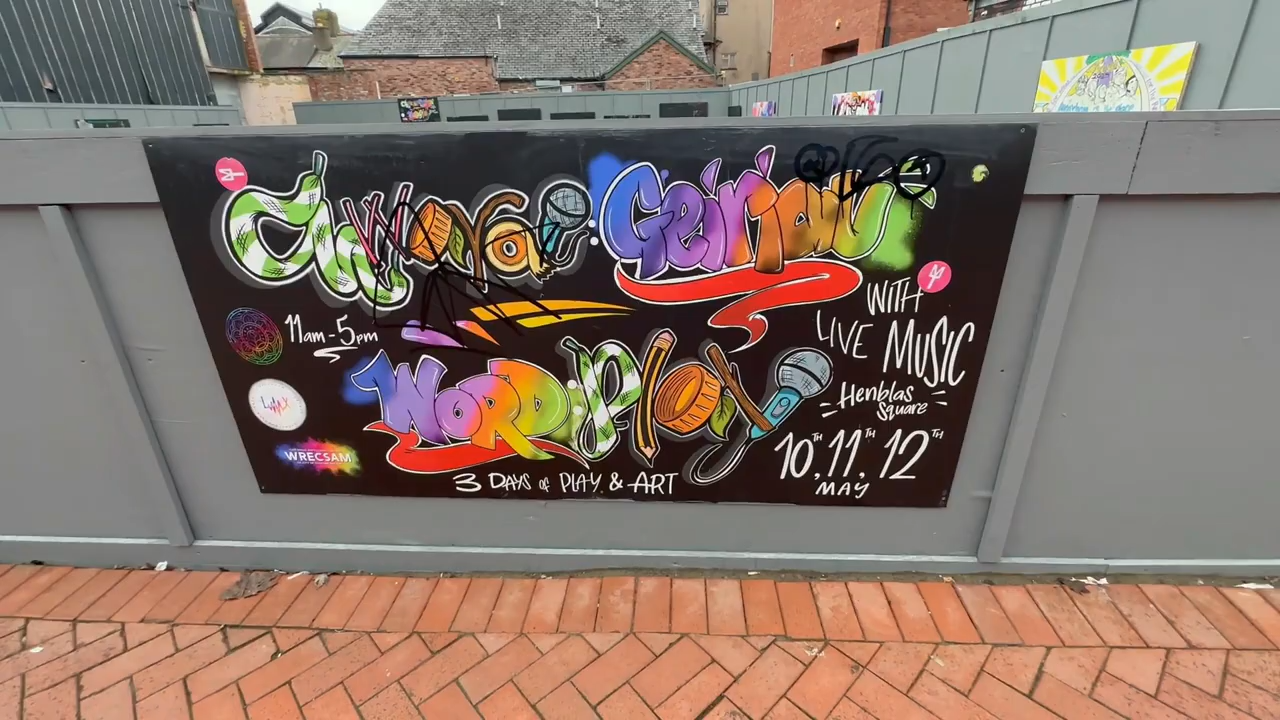 Chwarae Geiriau
WITH
LIVE MUSIC
11am - 5pm
Henblas
Square
WORDPlay
10TH, 11TH, 12TH
MAY
WRECSAM
3 DAYS of PLAY & ART